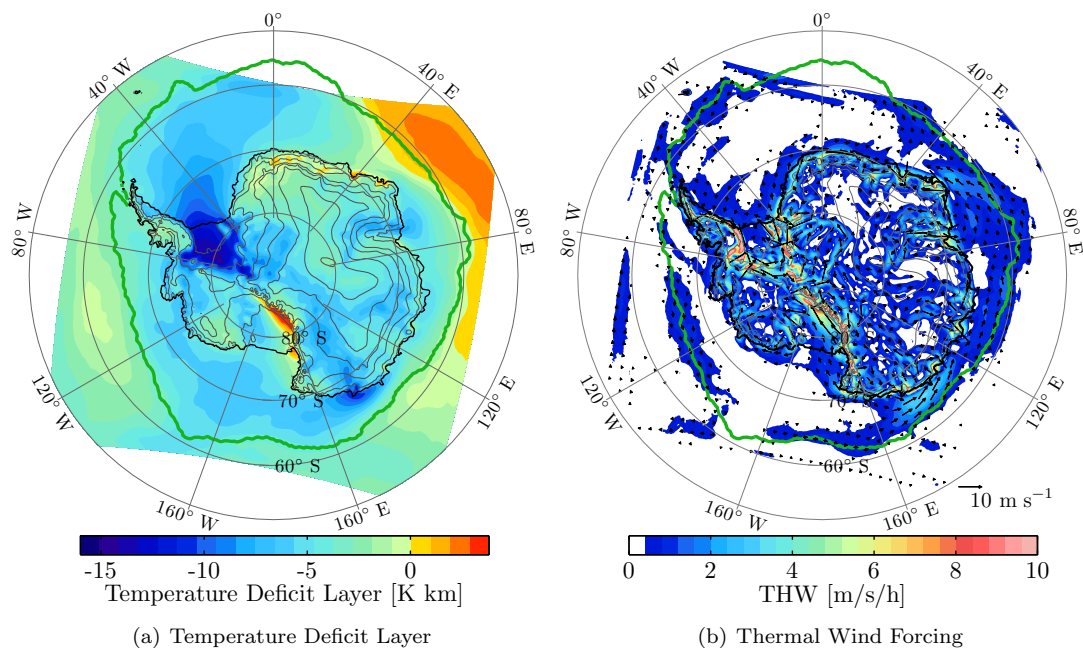 0°
40° W
40° E
80° W
80° E
80° S
120° W
70° S
120° E
60° S
160° W
160° E
-15 -10 -5 0
Temperature Deficit Layer [K km]
(a) Temperature Deficit Layer
0°
40° W
40° E
80° W
80° E
80° S
120° W
70° S
120° E
60° S
10 m s⁻¹
160° W
160° E
0 2 4 6 8 10
THW [m/s/h]
(b) Thermal Wind Forcing